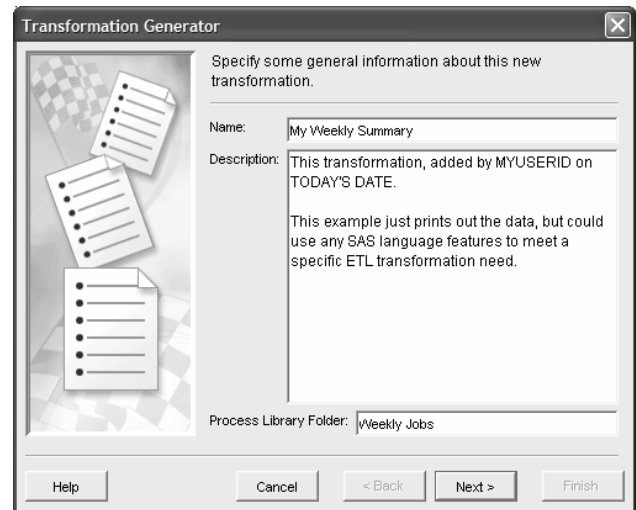 Transformation Generator
Specify some general information about this new
transformation.
Name: My Weekly Summary
Description: This transformation, added by MYUSERID on
TODAY'S DATE.
This example just prints out the data, but could
use any SAS language features to meet a
specific ETL transformation need.
Process Library Folder: Weekly Jobs
Help Cancel < Back Next > Finish